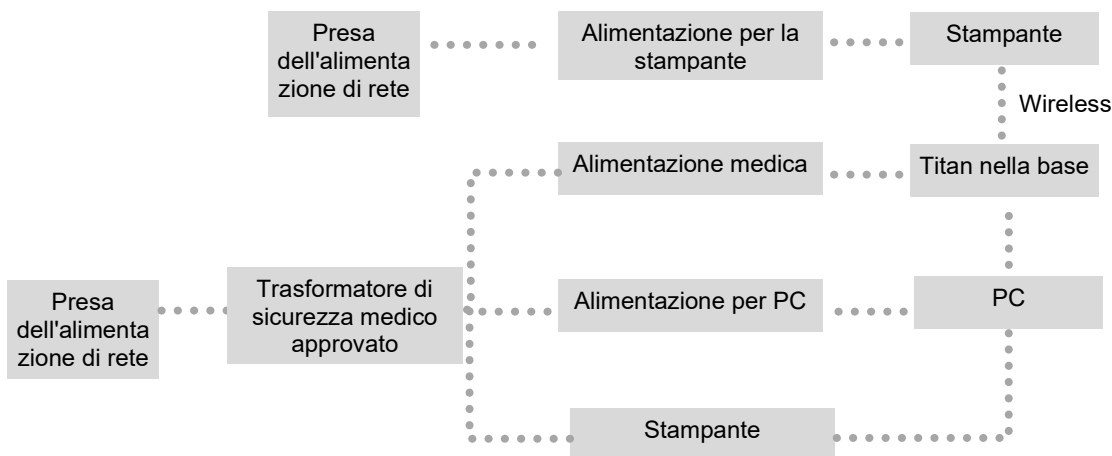 Presa
dell'alimenta
zione di rete
Alimentazione per la
stampante
Stampante
Wireless
Alimentazione medica
Titan nella base
Presa
dell'alimenta
zione di rete
Trasformatore di
sicurezza medico
approvato
Alimentazione per PC
PC
Stampante